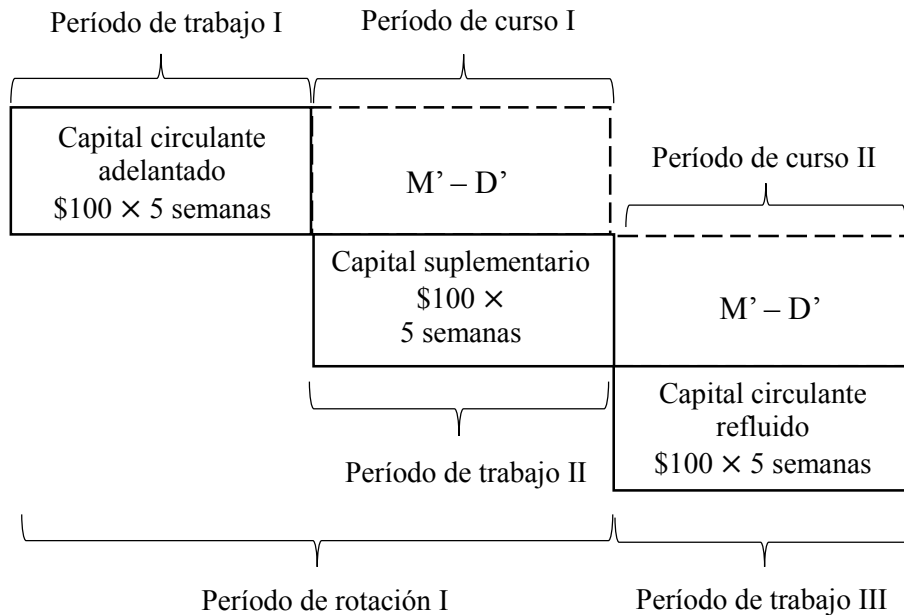 Período de trabajo I
Período de curso I
Capital circulante
adelantado
$100 × 5 semanas
M’ – D’
Período de curso II
Capital suplementario
$100 ×
5 semanas
M’ – D’
Período de trabajo II
Capital circulante
refluido
$100 × 5 semanas
Período de rotación I
Período de trabajo III